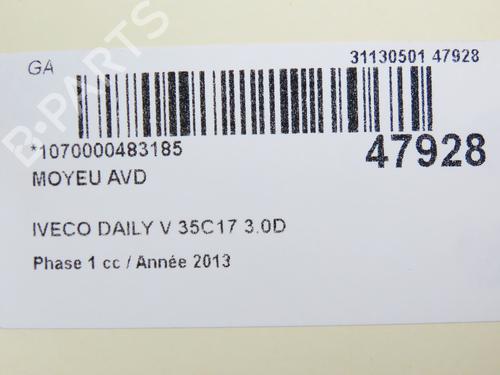 GA
31130501 47928
*1070000483185
47928
MOYEU AVD
IVECO DAILY V 35C17 3.0D
Phase 1 cc / Année 2013
B-PARTS